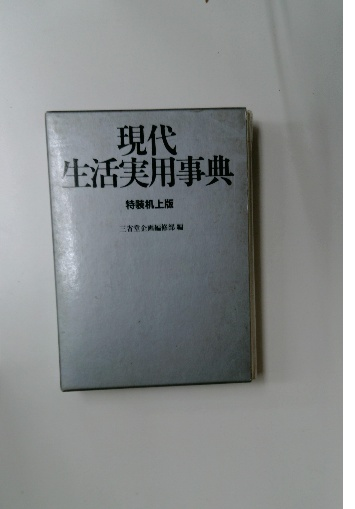 現代
生活実用事典
特装机上版
三省堂企画編修部 編